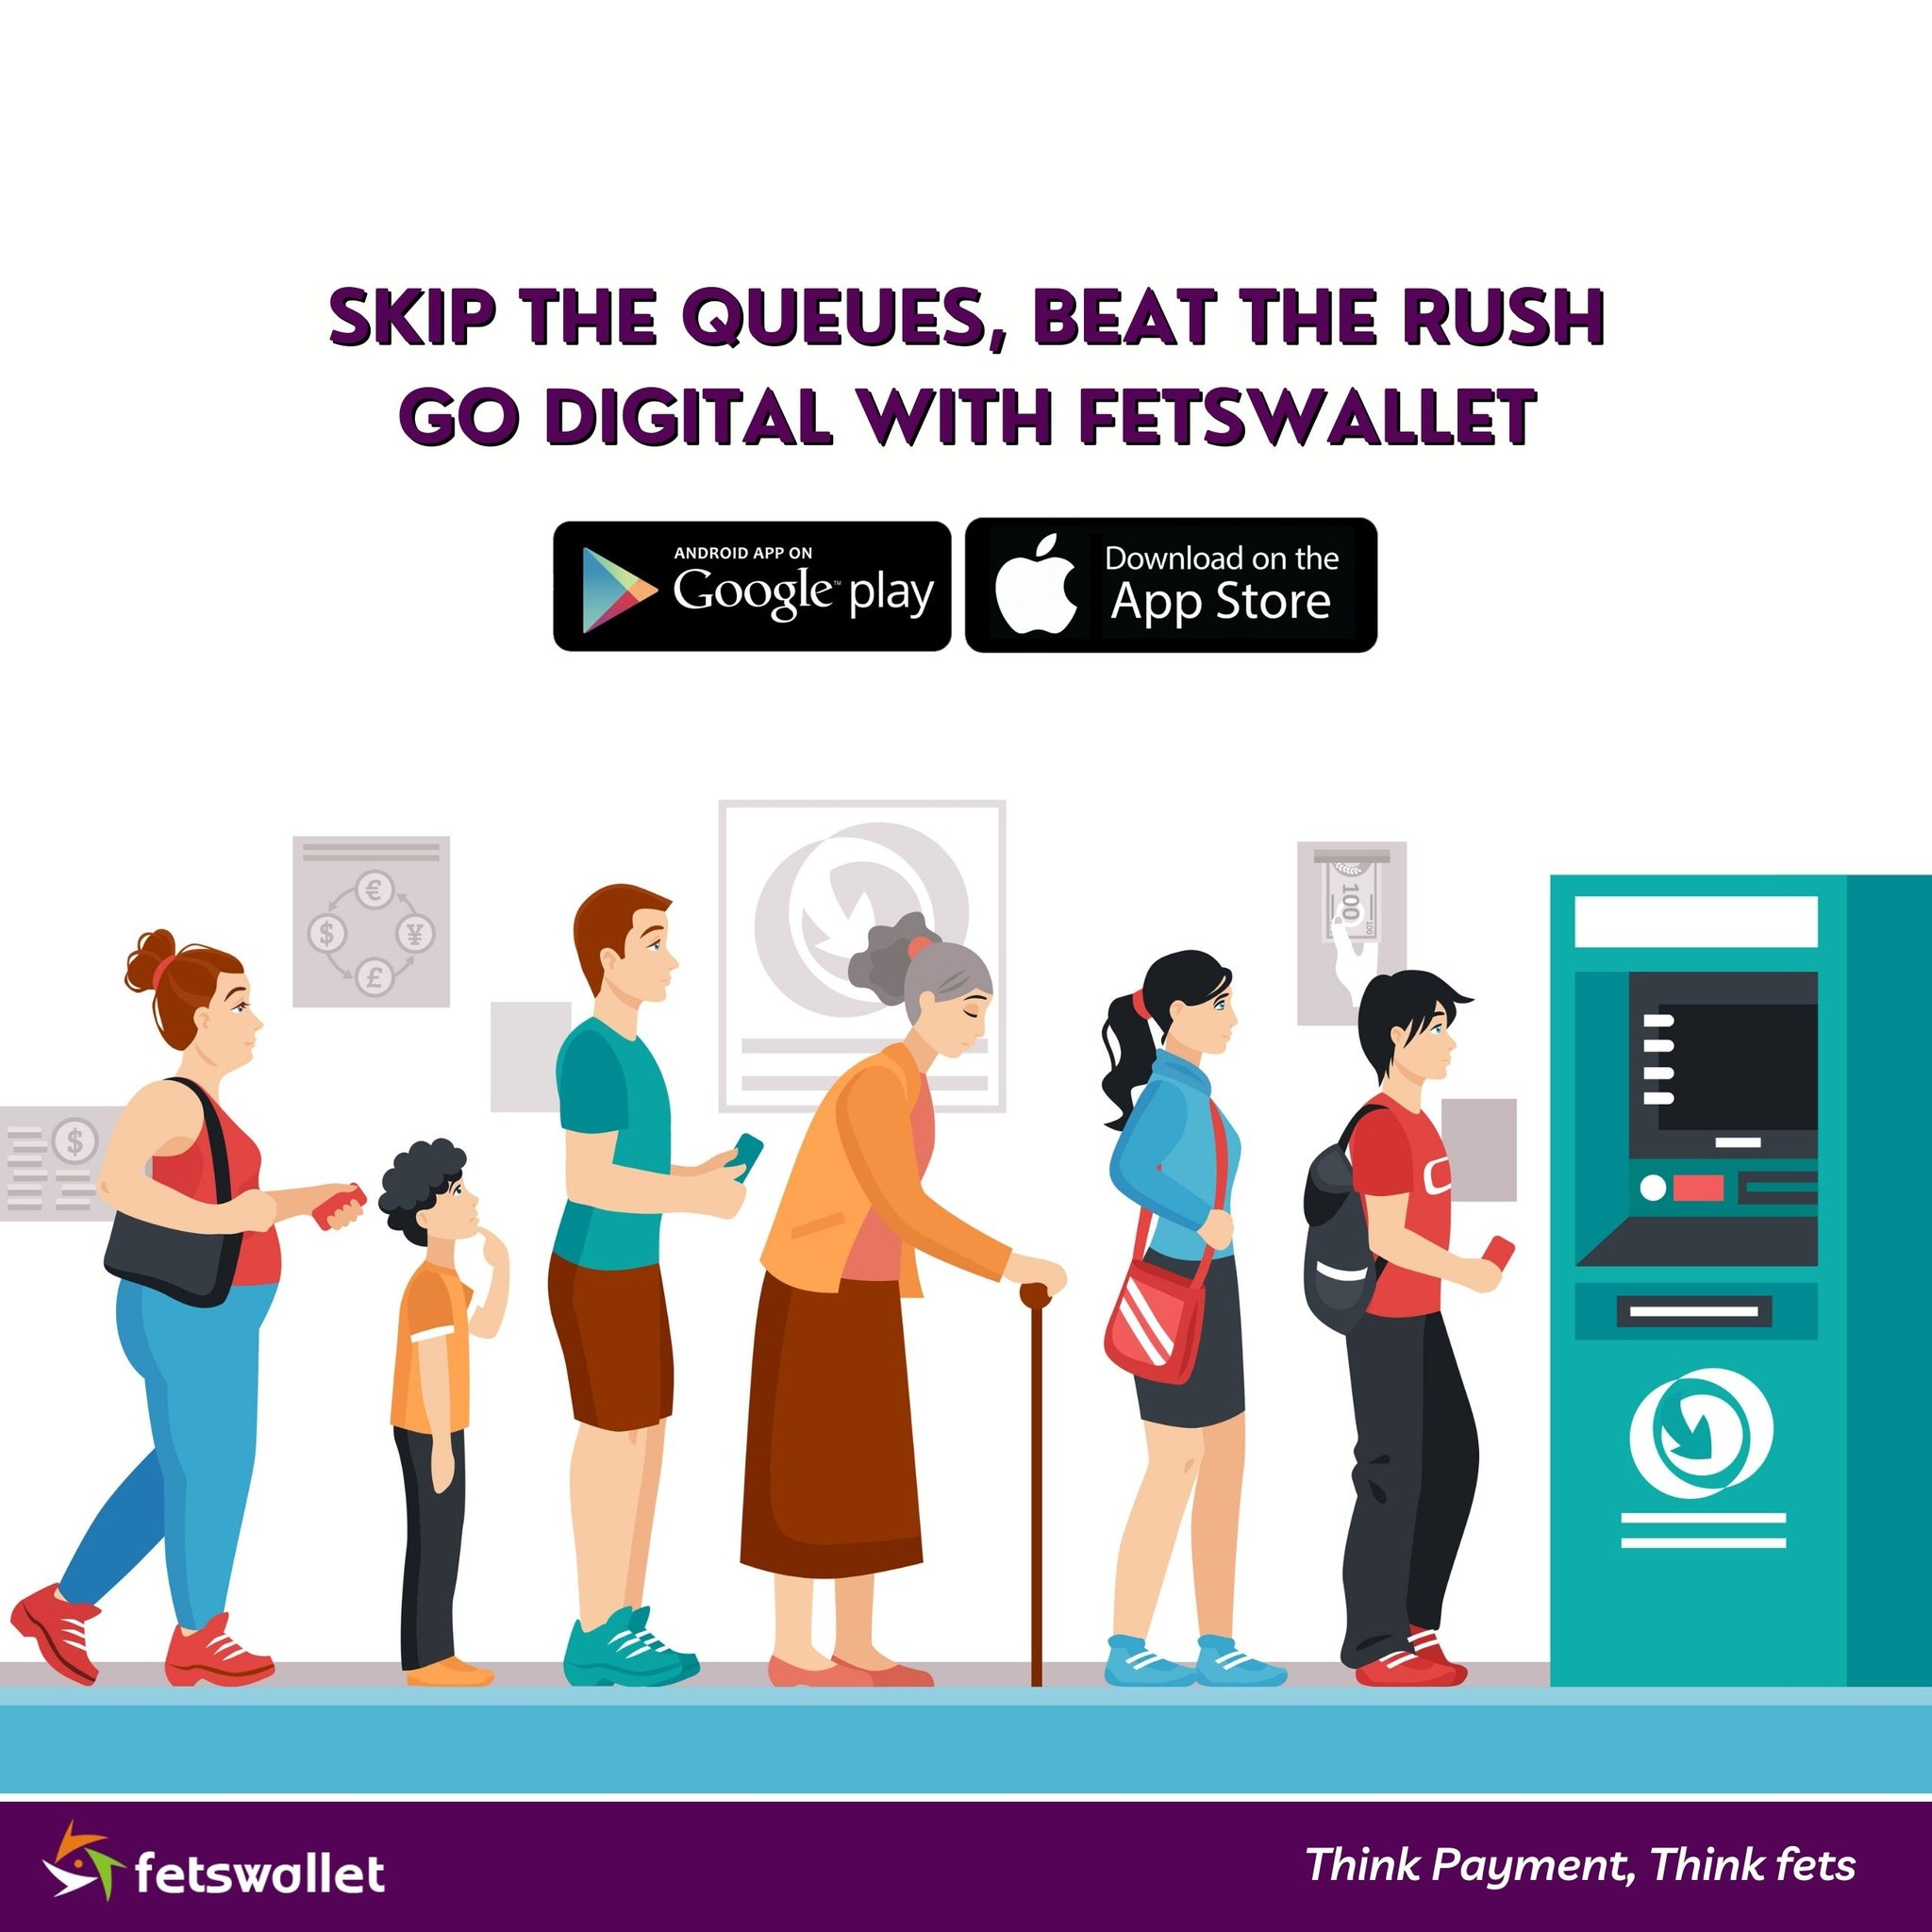 SKIP THE QUEUES, BEAT THE RUSH
GO DIGITAL WITH FETSWALLET
ANDROID APP ON
Google™ play
Download on the
App Store
€
$
¥
£
100
100
$
fetswallet
Think Payment, Think fets